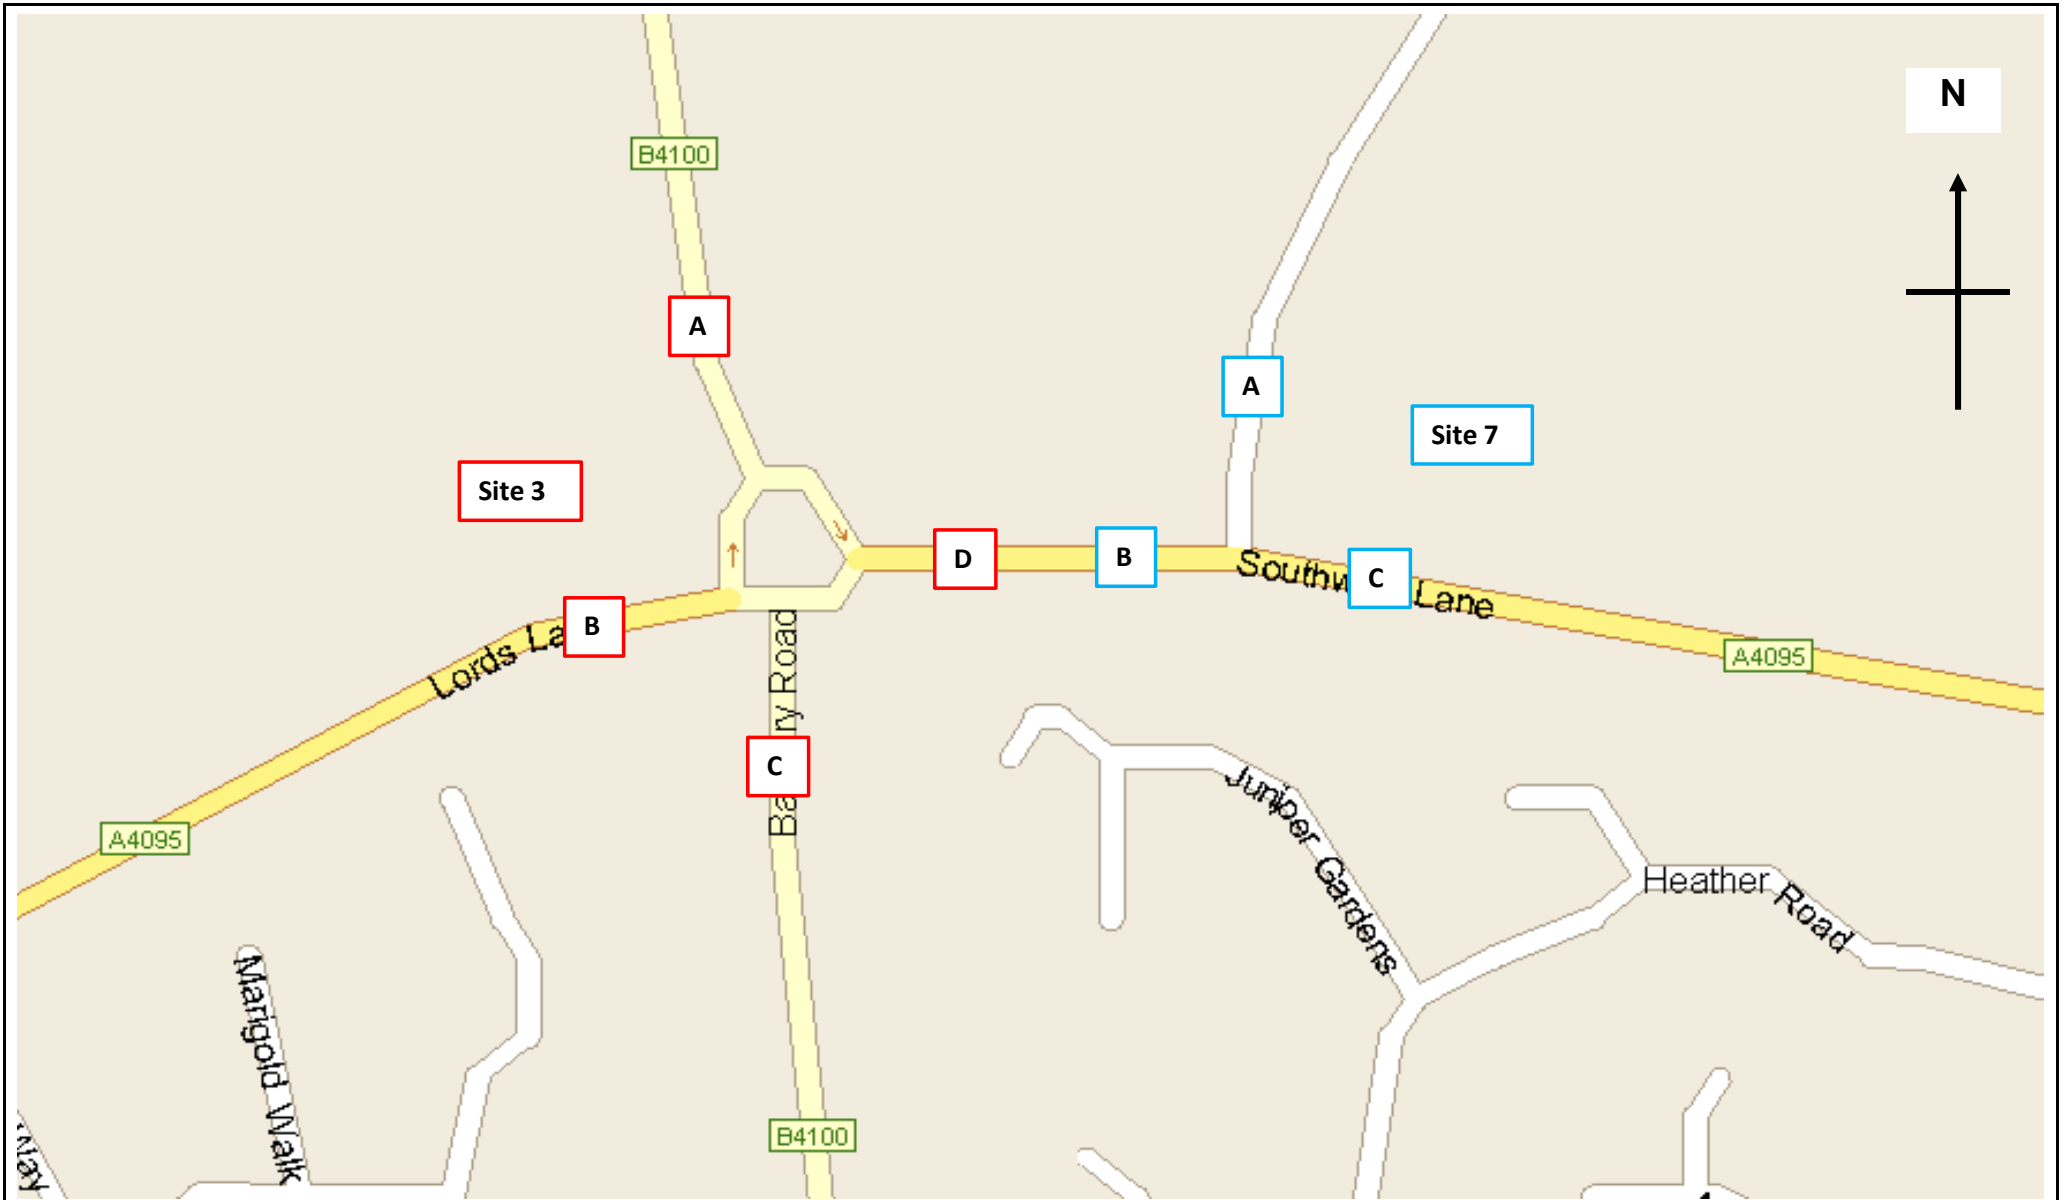 N
B4100
A
A
Site 7
Site 3
D
B
Southw
C
Lane
Lords La
B
A4095
ry Road
C
Ba
Juniper Gardens
A4095
Heather Road
Marigold Walk
B4100
Way